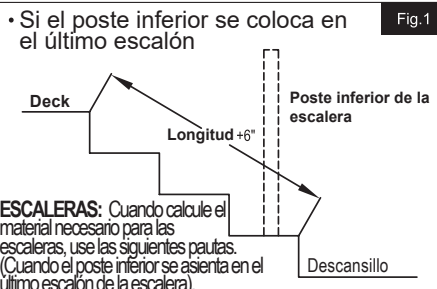 • Si el poste inferior se coloca en
el último escalón
Fig.1
Deck
Poste inferior de la
escalera
Longitud +6"
ESCALERAS: Cuando calcule el
material necesario para las
escaleras, use las siguientes pautas.
(Cuando el poste inferior se asienta en el
último escalón de la escalera).
Descansillo